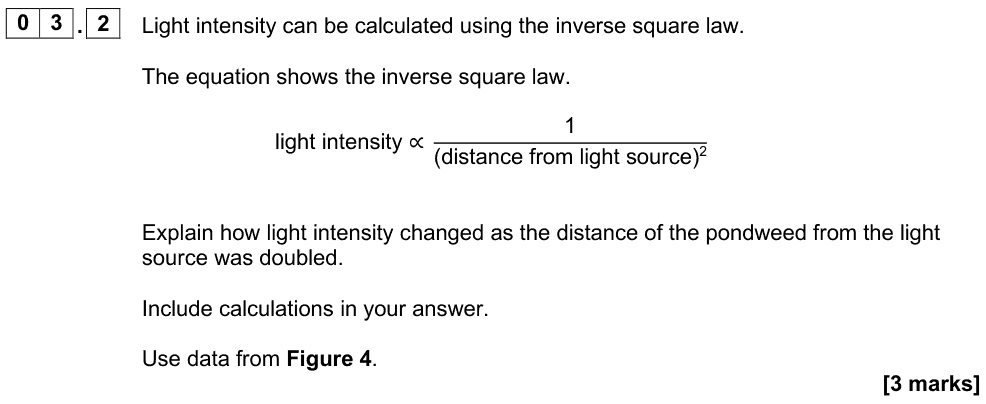 03.2 Light intensity can be calculated using the inverse square law.
The equation shows the inverse square law.
light intensity ∝ 1 / (distance from light source)²
Explain how light intensity changed as the distance of the pondweed from the light
source was doubled.
Include calculations in your answer.
Use data from Figure 4.
[3 marks]